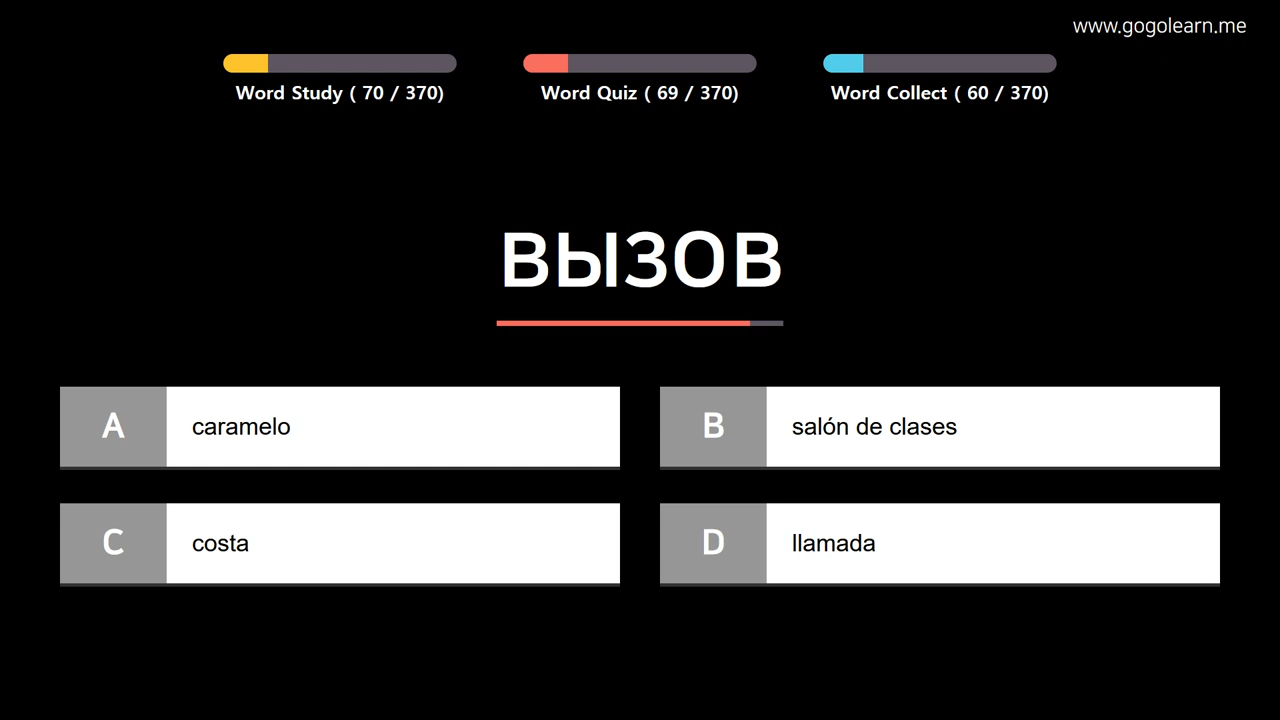 www.gogolearn.me
Word Study ( 70 / 370)
Word Quiz ( 69 / 370)
Word Collect ( 60 / 370)
вызов
A
caramelo
B
salón de clases
C
costa
D
llamada